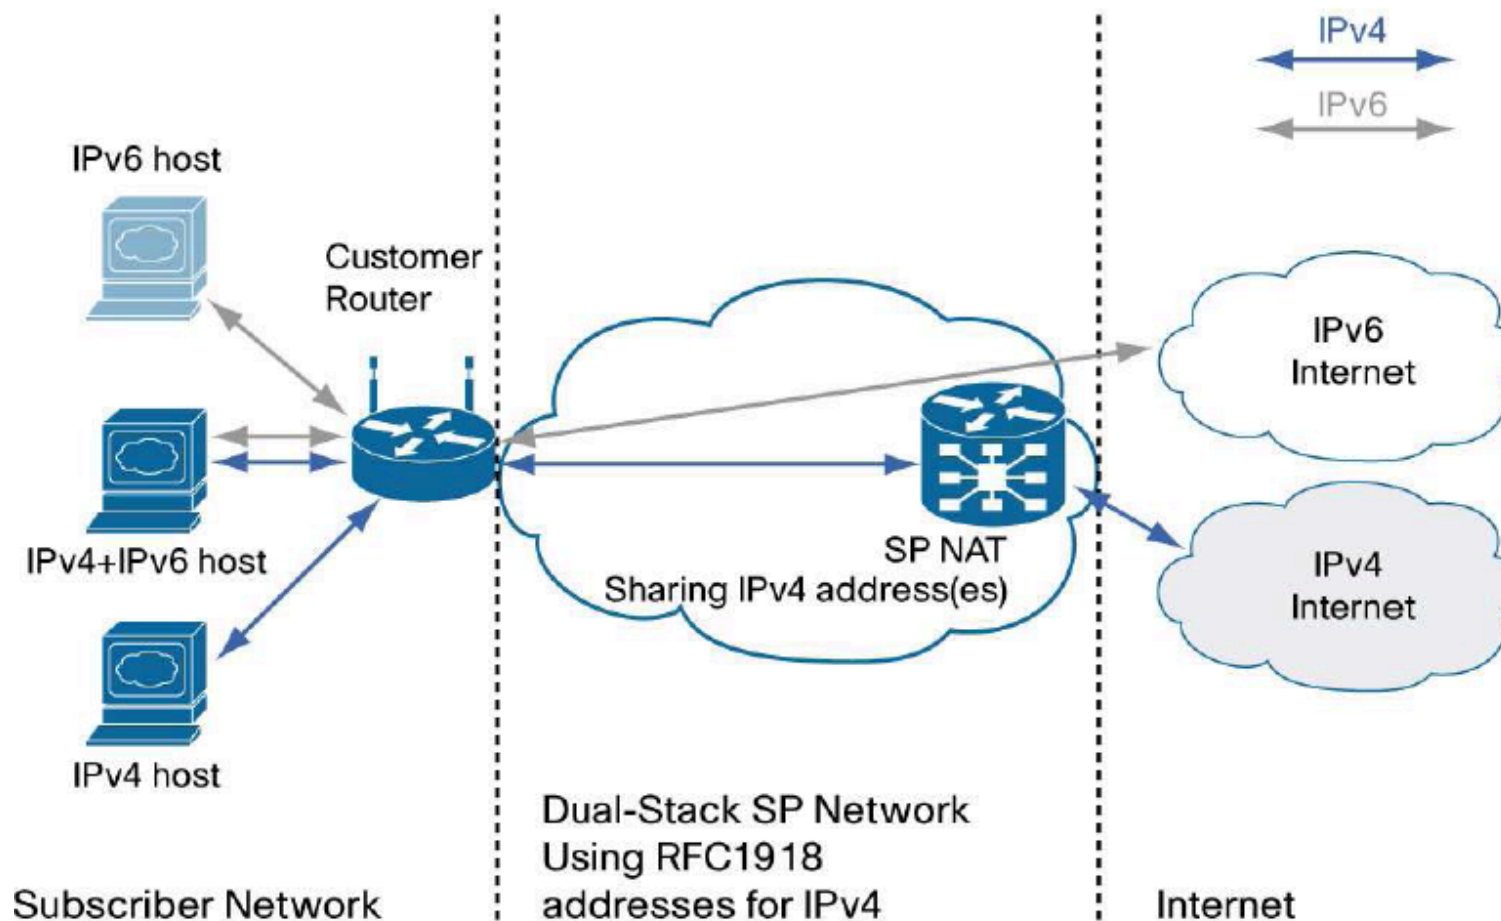 IPv4
IPv6
IPv6 host
Customer
Router
IPv6
Internet
IPv4+IPv6 host
SP NAT
Sharing IPv4 address(es)
IPv4
Internet
IPv4 host
Dual-Stack SP Network
Using RFC1918
addresses for IPv4
Subscriber Network
Internet